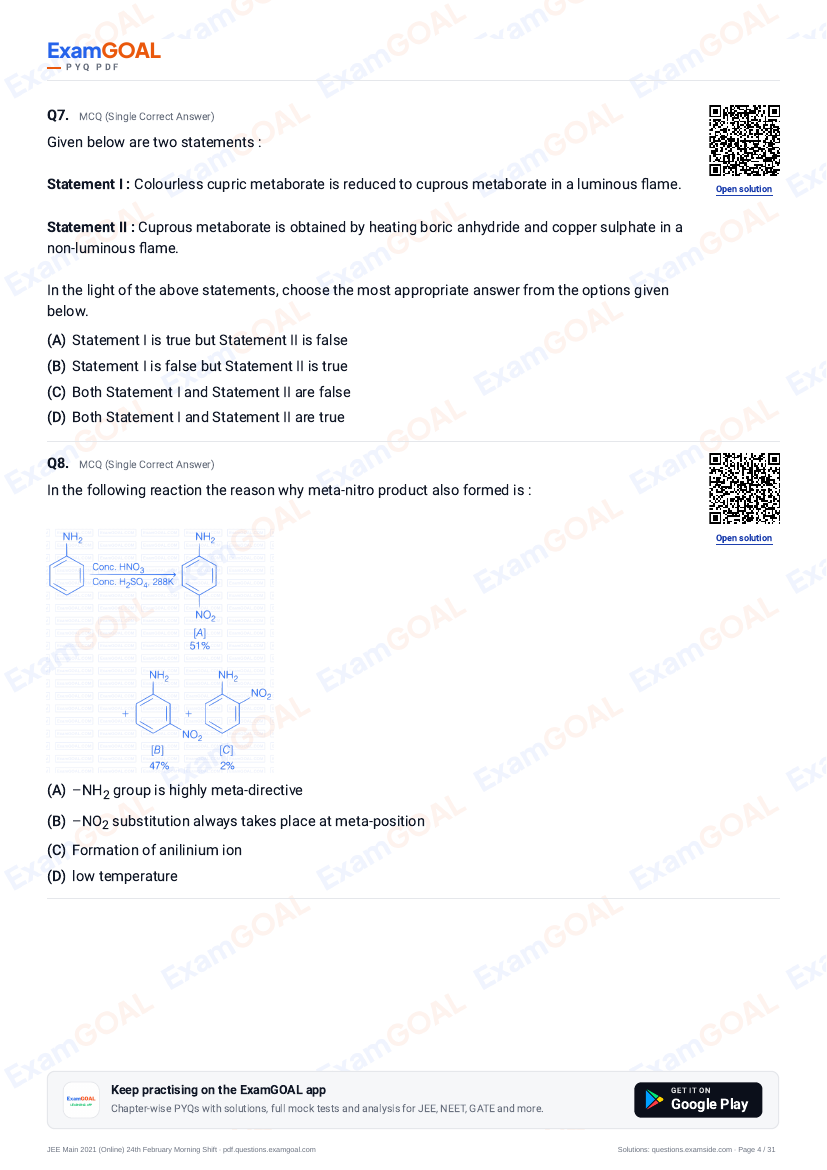 ExamGOAL
PYQ PDF
Q7. MCQ (Single Correct Answer)
Given below are two statements :
Open solution
Statement I : Colourless cupric metaborate is reduced to cuprous metaborate in a luminous flame.
Statement II : Cuprous metaborate is obtained by heating boric anhydride and copper sulphate in a
non-luminous flame.
In the light of the above statements, choose the most appropriate answer from the options given
below.
(A) Statement I is true but Statement II is false
(B) Statement I is false but Statement II is true
(C) Both Statement I and Statement II are false
(D) Both Statement I and Statement II are true
Q8. MCQ (Single Correct Answer)
In the following reaction the reason why meta-nitro product also formed is :
Open solution
NH2 NH2
Conc. HNO3
Conc. H2SO4, 288K
NO2
[A]
51%
NH2 NH2
NO2
+ +
NO2
[B] [C]
47% 2%
(A) –NH2 group is highly meta-directive
(B) –NO2 substitution always takes place at meta-position
(C) Formation of anilinium ion
(D) low temperature
ExamGOAL
Keep practising on the ExamGOAL app
Chapter-wise PYQs with solutions, full mock tests and analysis for JEE, NEET, GATE and more.
GET IT ON
Google Play
JEE Main 2021 (Online) 24th February Morning Shift · pdf.questions.examgoal.com
Solutions: questions.examside.com · Page 4 / 31